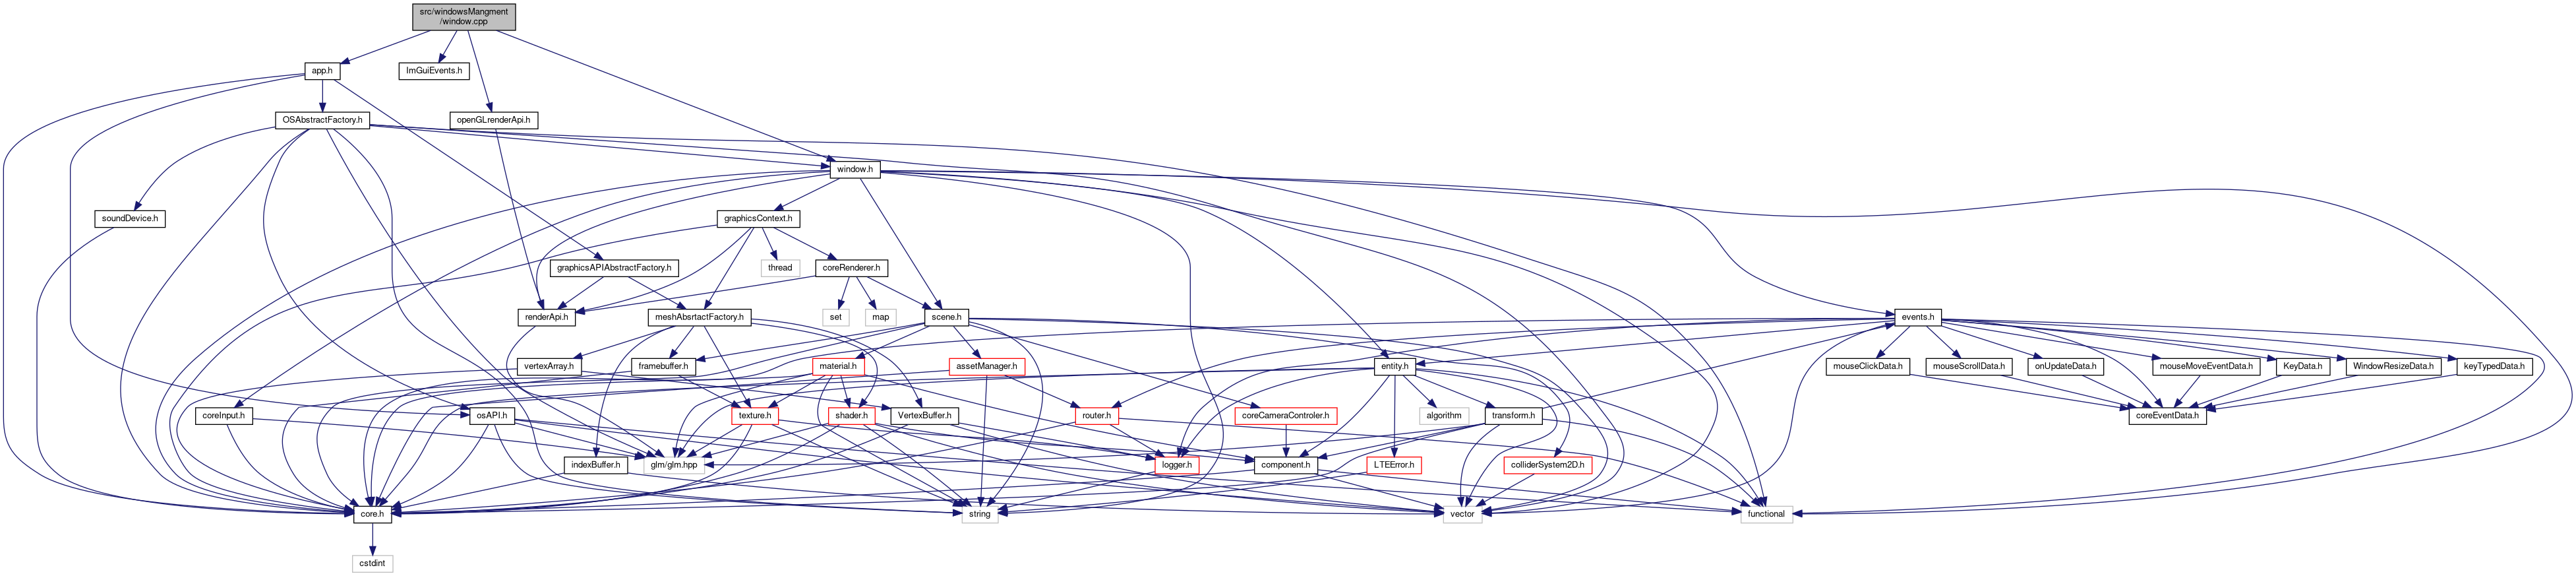 src/windowsMangment
/window.cpp
app.h
ImGuiEvents.h
OSAbstractFactory.h
openGLrenderApi.h
window.h
soundDevice.h
graphicsContext.h
graphicsAPIAbstractFactory.h
thread
coreRenderer.h
renderApi.h
meshAbsrtactFactory.h
set
map
scene.h
events.h
vertexArray.h
framebuffer.h
material.h
assetManager.h
entity.h
mouseClickData.h
mouseScrollData.h
onUpdateData.h
mouseMoveEventData.h
KeyData.h
WindowResizeData.h
keyTypedData.h
coreInput.h
tosAPI.h
texture.h
shader.h
VertexBuffer.h
router.h
coreCameraControler.h
algorithm
transform.h
coreEventData.h
indexBuffer.h
glm/glm.hpp
logger.h
component.h
LTEError.h
colliderSystem2D.h
core.h
string
vector
functional
cstdint